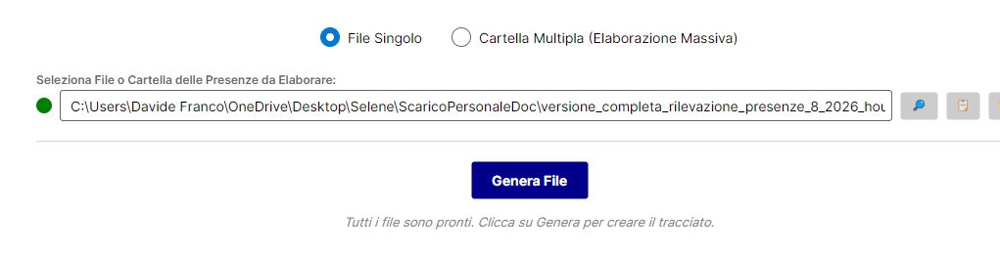 File Singolo Cartella Multipla (Elaborazione Massiva)
Seleziona File o Cartella delle Presenze da Elaborare:
C:\Users\Davide Franco\OneDrive\Desktop\Selene\ScaricoPersonaleDoc\versione_completa_rilevazione_presenze_8_2026_hou
Genera File
Tutti i file sono pronti. Clicca su Genera per creare il tracciato.